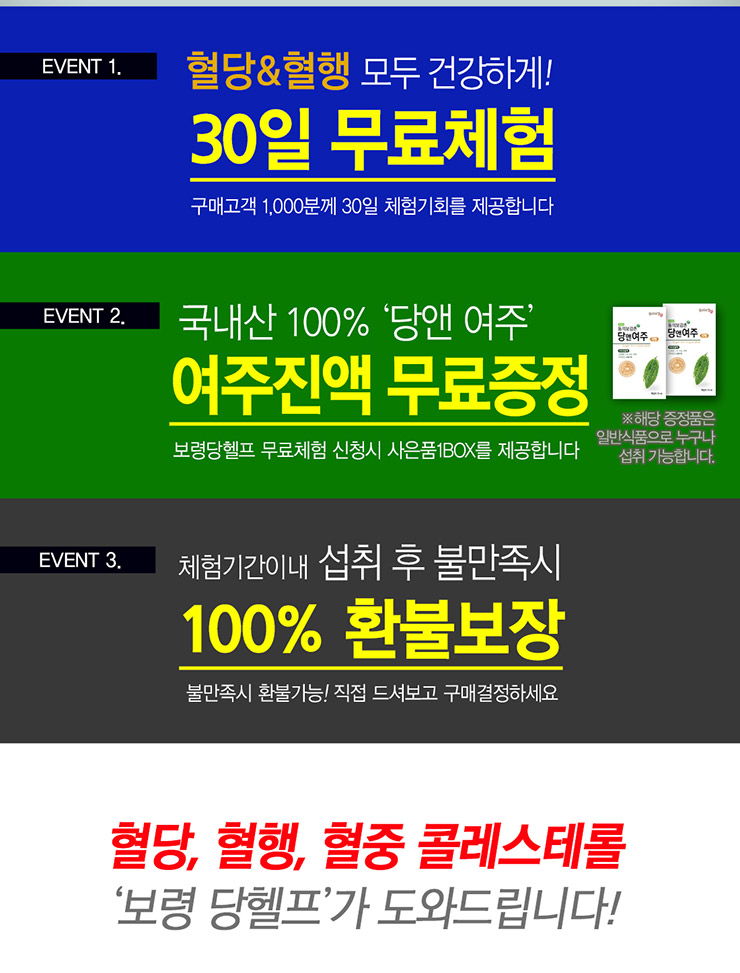 EVENT 1.
혈당&혈행 모두 건강하게!
30일 무료체험
구매고객 1,000분께 30일 체험기회를 제공합니다
EVENT 2.
국내산 100% ‘당앤 여주’
여주진액 무료증정
보령당헬프 무료체험 신청시 사은품1BOX를 제공합니다
당앤여주
당앤여주
※해당 증정품은
일반식품으로 누구나
섭취 가능합니다.
EVENT 3.
체험기간이내 섭취 후 불만족시
100% 환불보장
불만족시 환불가능! 직접 드셔보고 구매결정하세요
혈당, 혈행, 혈중 콜레스테롤
‘보령 당헬프’가 도와드립니다!